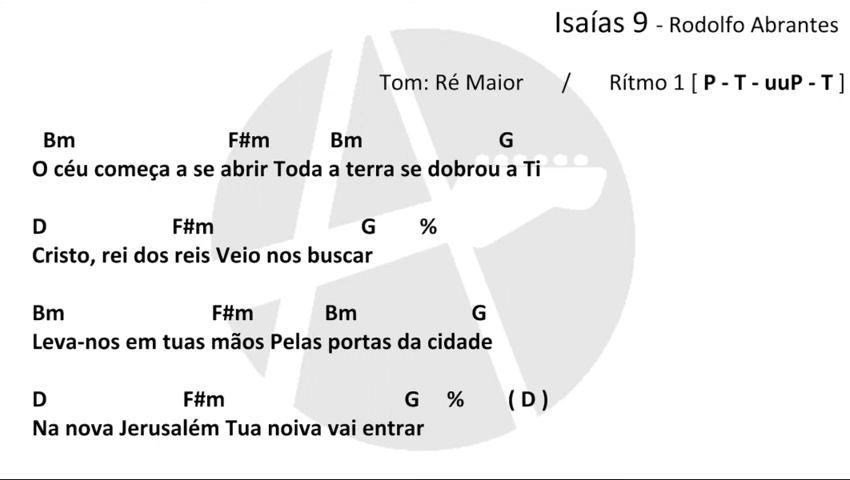 Isaías 9 - Rodolfo Abrantes
Tom: Ré Maior / Rítmo 1 [ P - T - uuP - T ]
Bm F#m Bm G
O céu começa a se abrir Toda a terra se dobrou a Ti
D F#m G %
Cristo, rei dos reis Veio nos buscar
Bm F#m Bm G
Leva-nos em tuas mãos Pelas portas da cidade
D F#m G % ( D )
Na nova Jerusalém Tua noiva vai entrar